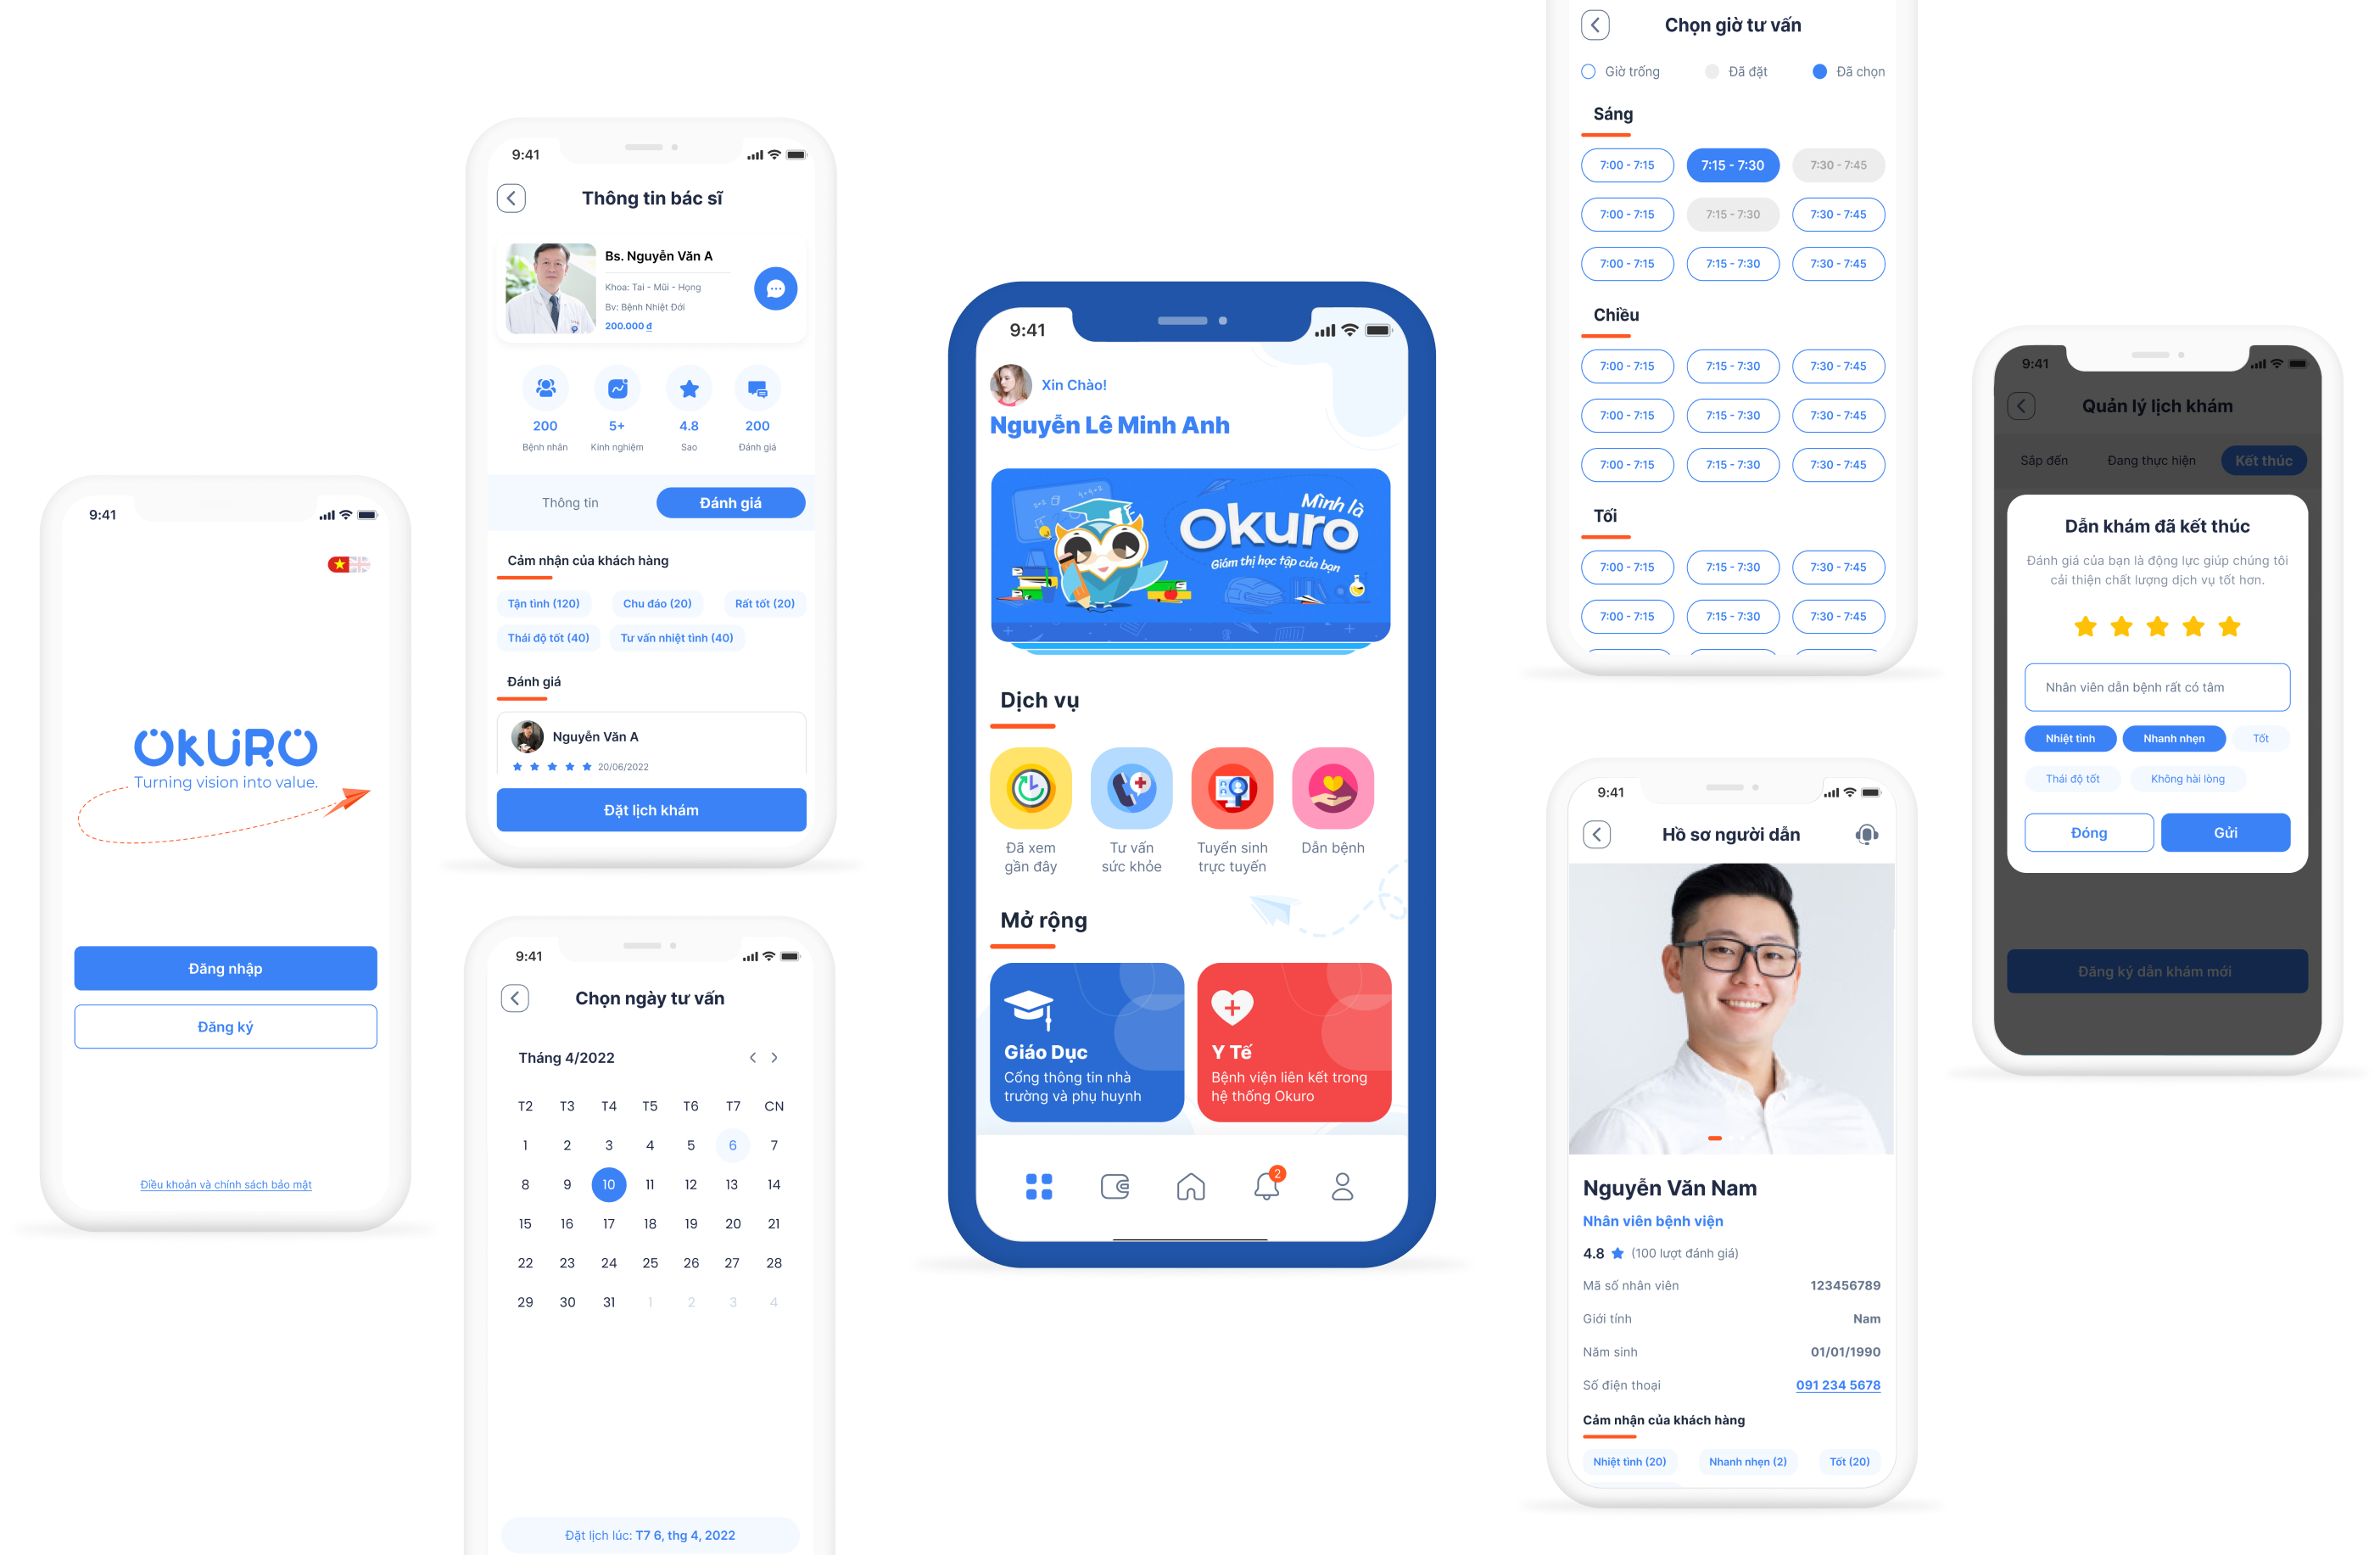 9:41
OKURO
Turning vision into value.
Đăng nhập
Đăng ký
Điều khoản và chính sách bảo mật
9:41
Thông tin bác sĩ
Bs. Nguyễn Văn A
Khoa: Tai - Mũi - Họng
Bv: Bệnh Nhiệt Đới
200.000 đ
200 5+ 4.8 200
Bệnh nhân Kinh nghiệm Sao Đánh giá
Thông tin Đánh giá
Cảm nhận của khách hàng
Tận tình (120) Chu đáo (20) Rất tốt (20)
Thái độ tốt (40) Tư vấn nhiệt tình (40)
Đánh giá
Nguyễn Văn A
20/06/2022
Đặt lịch khám
9:41
Chọn ngày tư vấn
Tháng 4/2022
T2 T3 T4 T5 T6 T7 CN
1 2 3 4 5 6 7
8 9 10 11 12 13 14
15 16 17 18 19 20 21
22 23 24 25 26 27 28
29 30 31 1 2 3 4
Đặt lịch lúc: T7 6, thg 4, 2022
9:41
Xin Chào!
Nguyễn Lê Minh Anh
Mình là
Okuro
Giám thị học tập của bạn
Dịch vụ
Đã xem gần đây
Tư vấn sức khỏe
Tuyển sinh trực tuyến
Dẫn bệnh
Mở rộng
Giáo Dục
Cổng thông tin nhà
trường và phụ huynh
Y Tế
Bệnh viện liên kết trong
hệ thống Okuro
2
Chọn giờ tư vấn
Giờ trống Đã đặt Đã chọn
Sáng
7:00 - 7:15 7:15 - 7:30 7:30 - 7:45
7:00 - 7:15 7:15 - 7:30 7:30 - 7:45
7:00 - 7:15 7:15 - 7:30 7:30 - 7:45
Chiều
7:00 - 7:15 7:15 - 7:30 7:30 - 7:45
7:00 - 7:15 7:15 - 7:30 7:30 - 7:45
7:00 - 7:15 7:15 - 7:30 7:30 - 7:45
Tối
7:00 - 7:15 7:15 - 7:30 7:30 - 7:45
7:00 - 7:15 7:15 - 7:30 7:30 - 7:45
9:41
Hồ sơ người dẫn
Nguyễn Văn Nam
Nhân viên bệnh viện
4.8 (100 lượt đánh giá)
Mã số nhân viên 123456789
Giới tính Nam
Năm sinh 01/01/1990
Số điện thoại 091 234 5678
Cảm nhận của khách hàng
Nhiệt tình (20) Nhanh nhẹn (2) Tốt (20)
9:41
Quản lý lịch khám
Sắp đến Đang thực hiện Kết thúc
Dẫn khám đã kết thúc
Đánh giá của bạn là động lực giúp chúng tôi
cải thiện chất lượng dịch vụ tốt hơn.
Nhân viên dẫn bệnh rất có tâm
Nhiệt tình Nhanh nhẹn Tốt
Thái độ tốt Không hài lòng
Đóng Gửi
Đăng ký dẫn khám mới